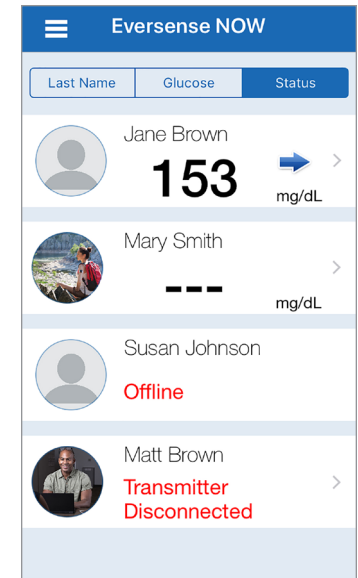 Eversense NOW
Last Name Glucose Status
Jane Brown
153
mg/dL
Mary Smith
---
mg/dL
Susan Johnson
Offline
Matt Brown
Transmitter
Disconnected